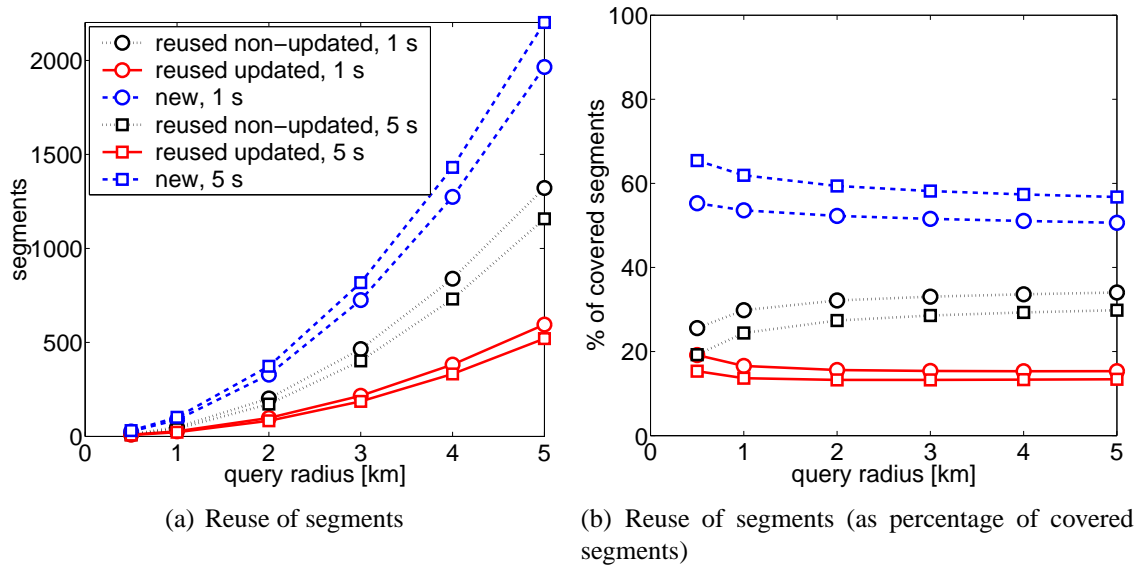 2000
1500
1000
500
0
segments
reused non−updated, 1 s
reused updated, 1 s
new, 1 s
reused non−updated, 5 s
reused updated, 5 s
new, 5 s
0 1 2 3 4 5
query radius [km]
(a) Reuse of segments
100
80
60
40
20
0
% of covered segments
0 1 2 3 4 5
query radius [km]
(b) Reuse of segments (as percentage of covered
segments)